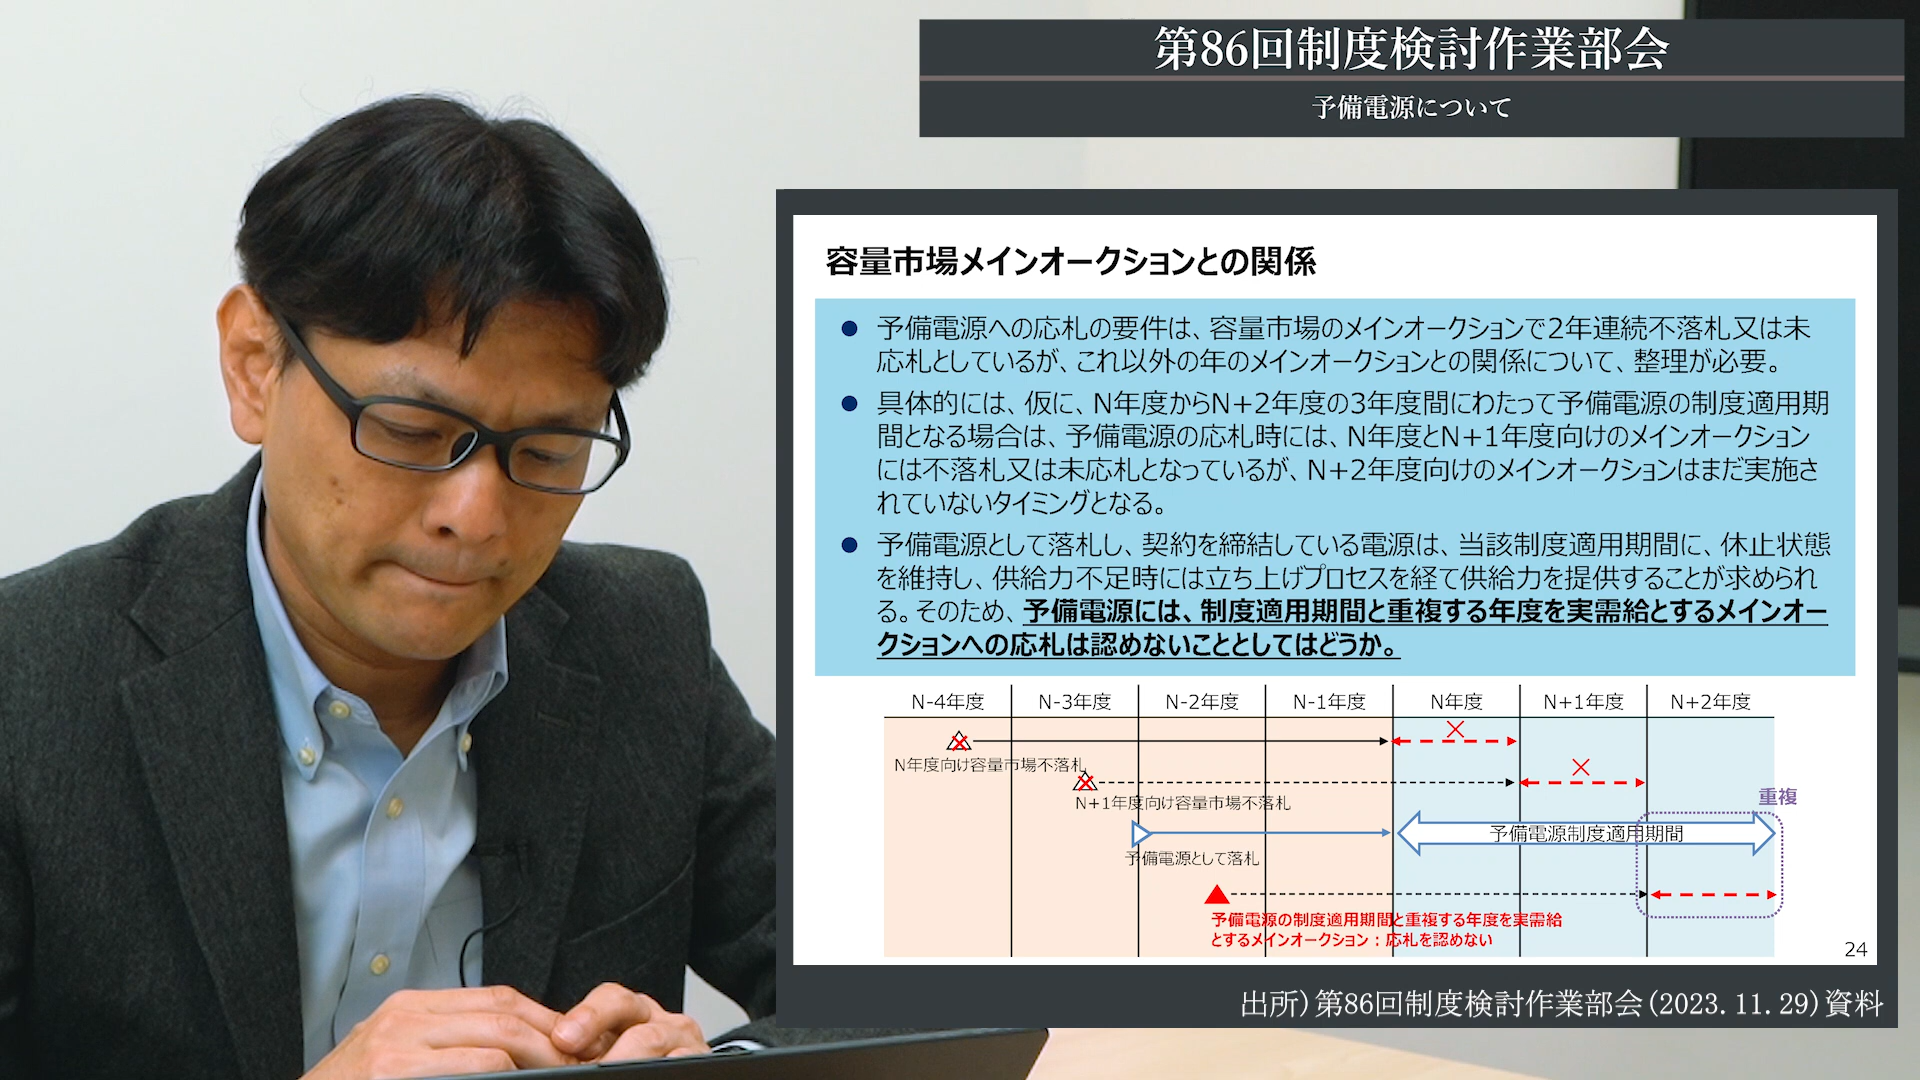 第86回制度検討作業部会
予備電源について
容量市場メインオークションとの関係
● 予備電源への応札の要件は、容量市場のメインオークションで2年連続不落札又は未
応札としているが、これ以外の年のメインオークションとの関係について、整理が必要。
● 具体的には、仮に、N年度からN+2年度の3年度間にわたって予備電源の制度適用期
間となる場合は、予備電源の応札時には、N年度とN+1年度向けのメインオークション
には不落札又は未応札となっているが、N+2年度向けのメインオークションはまだ実施さ
れていないタイミングとなる。
● 予備電源として落札し、契約を締結している電源は、当該制度適用期間に、休止状態
を維持し、供給力不足時には立ち上げプロセスを経て供給力を提供することが求められ
る。そのため、予備電源には、制度適用期間と重複する年度を実需給とするメインオー
クションへの応札は認めないこととしてはどうか。
N-4年度 N-3年度 N-2年度 N-1年度 N年度 N+1年度 N+2年度
N年度向け容量市場不落札
N+1年度向け容量市場不落札
重複
予備電源制度適用期間
予備電源として落札
予備電源の制度適用期間と重複する年度を実需給
とするメインオークション：応札を認めない
24
出所)第86回制度検討作業部会(2023.11.29)資料